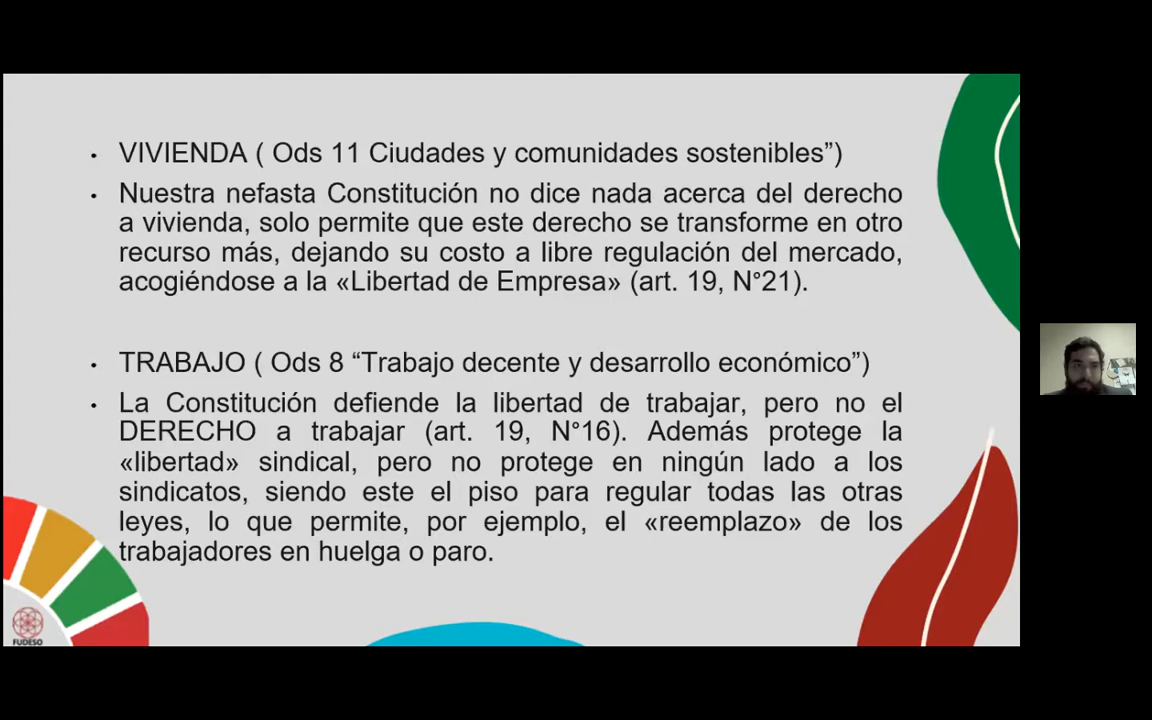 • VIVIENDA ( Ods 11 Ciudades y comunidades sostenibles”)
• Nuestra nefasta Constitución no dice nada acerca del derecho
a vivienda, solo permite que este derecho se transforme en otro
recurso más, dejando su costo a libre regulación del mercado,
acogiéndose a la «Libertad de Empresa» (art. 19, N°21).
• TRABAJO ( Ods 8 “Trabajo decente y desarrollo económico”)
• La Constitución defiende la libertad de trabajar, pero no el
DERECHO a trabajar (art. 19, N°16). Además protege la
«libertad» sindical, pero no protege en ningún lado a los
sindicatos, siendo este el piso para regular todas las otras
leyes, lo que permite, por ejemplo, el «reemplazo» de los
trabajadores en huelga o paro.
FUDESO